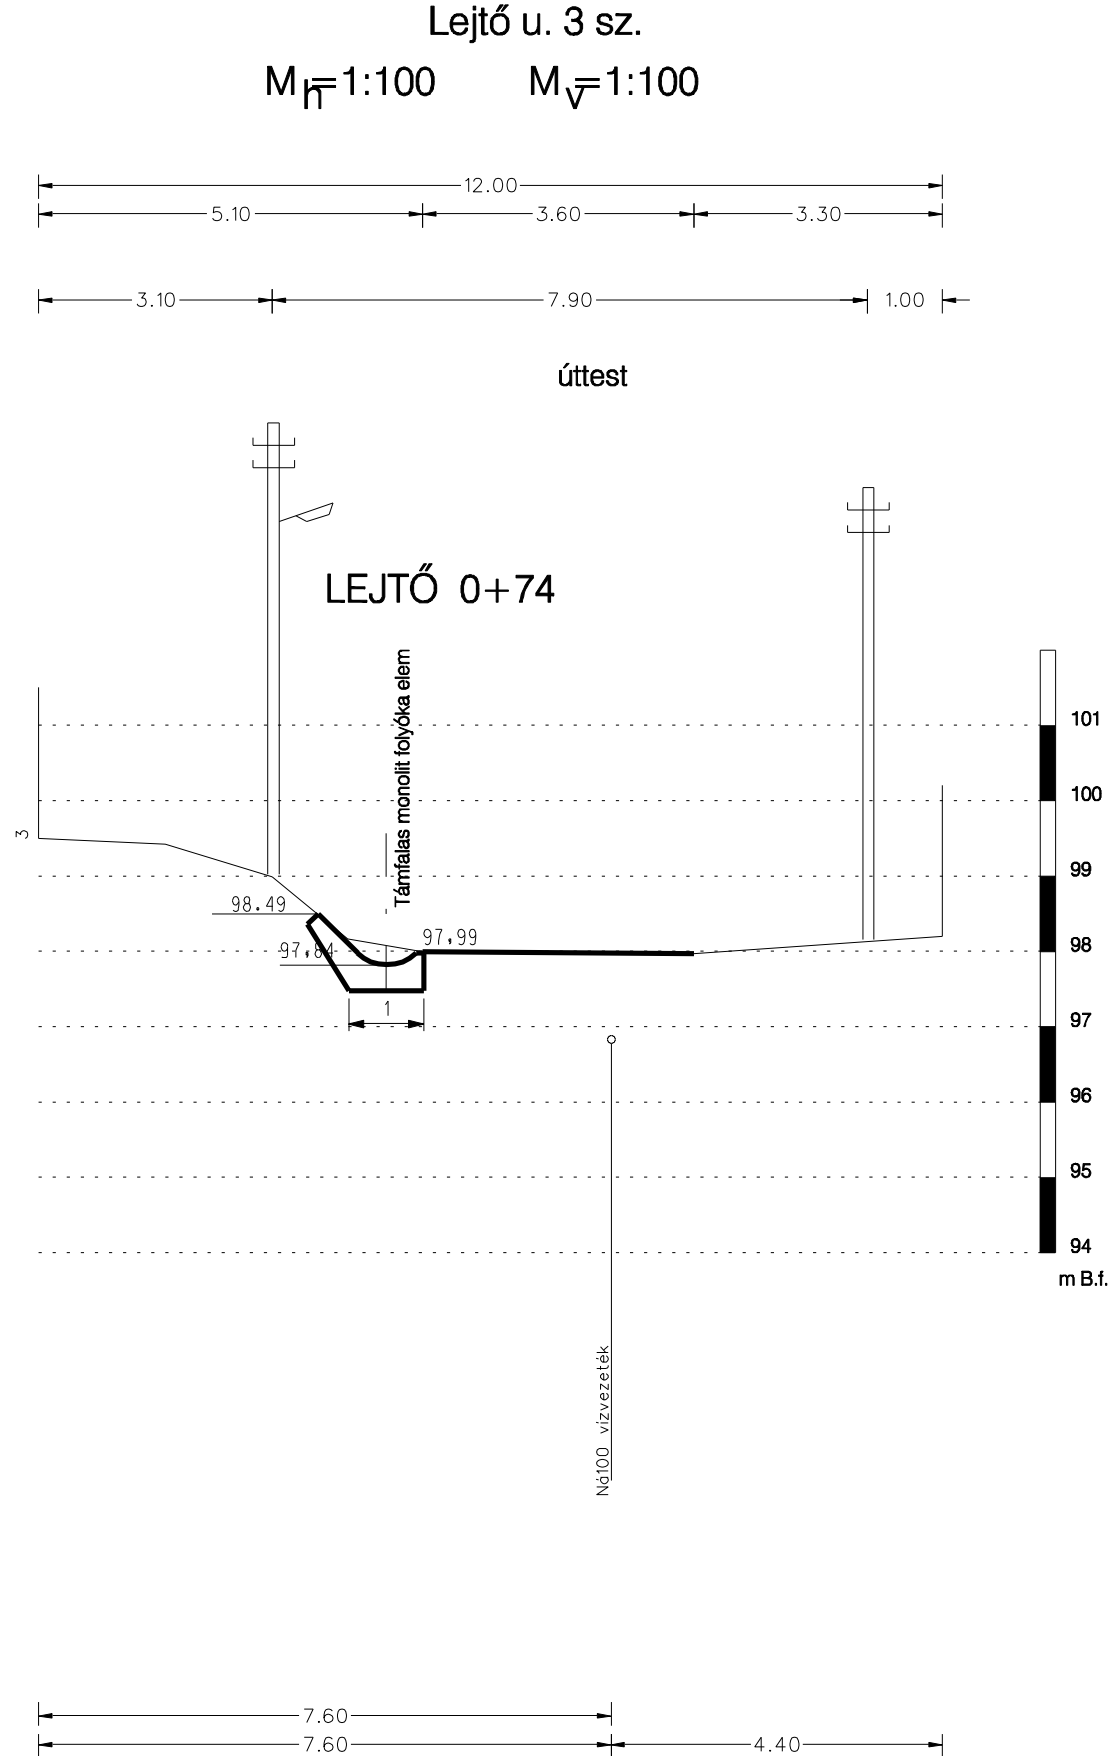 Lejtő u. 3 sz.
Mh=1:100 Mv=1:100
12.00
5.10 3.60 3.30
3.10 7.90 1.00
úttest
LEJTŐ 0+74
Támfalas monolit folyóka elem
101
100
3
99
98.49
97,99
97,84
98
1
97
96
95
94
m B.f.
Ná100 vízvezeték
7.60
7.60 4.40